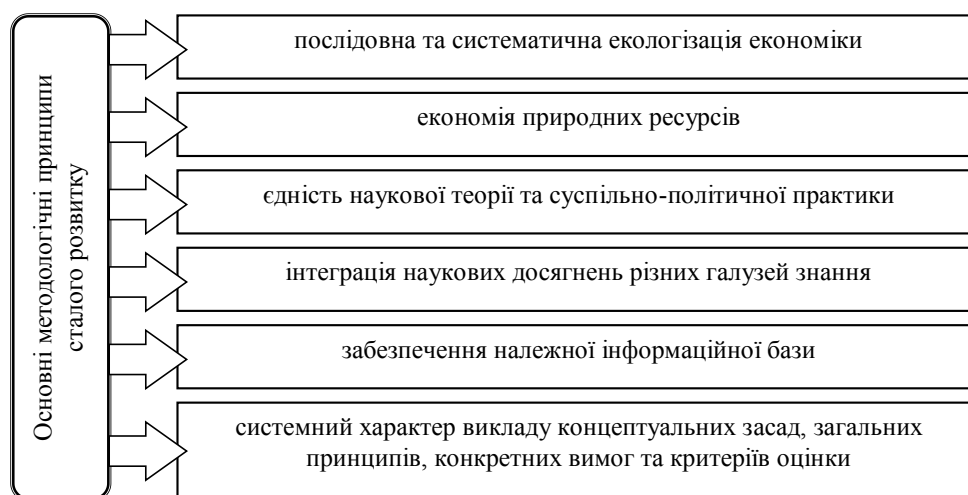 Основні методологічні принципи
сталого розвитку
послідовна та систематична екологізація економіки
економія природних ресурсів
єдність наукової теорії та суспільно-політичної практики
інтеграція наукових досягнень різних галузей знання
забезпечення належної інформаційної бази
системний характер викладу концептуальних засад, загальних
принципів, конкретних вимог та критеріїв оцінки